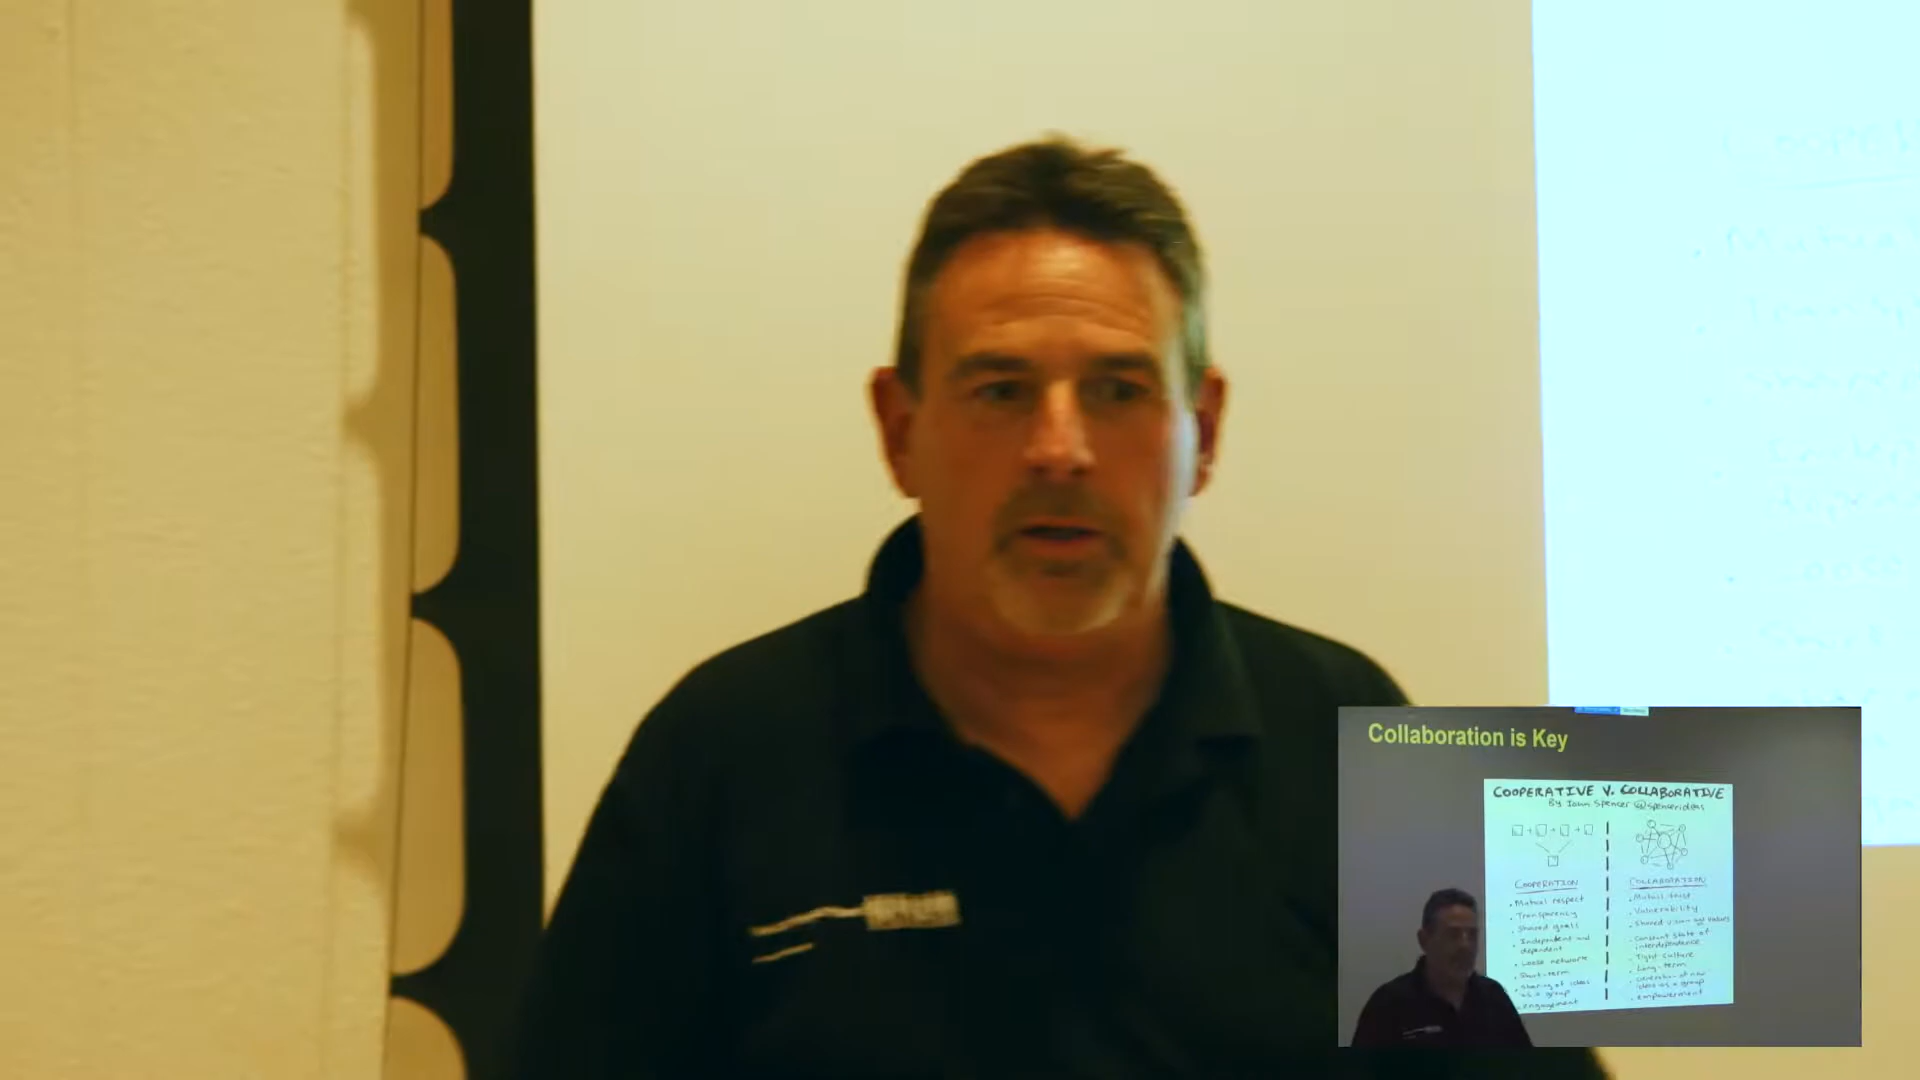 Collaboration is Key
COOPERATIVE V. COLLABORATIVE
By John Spencer @spencerideas
COOPERATION
• Mutual respect
• Transparency
• Shared goals
• Independent and
dependent
• Loose networks
• Short-term
• Sharing of ideas
as a group
• engagement
COLLABORATION
• Mutual trust
• Vulnerability
• Shared vision and values
• Constant state of
interdependence
• Tight culture
• Long-term
• Generation of new
ideas as a group
• empowerment